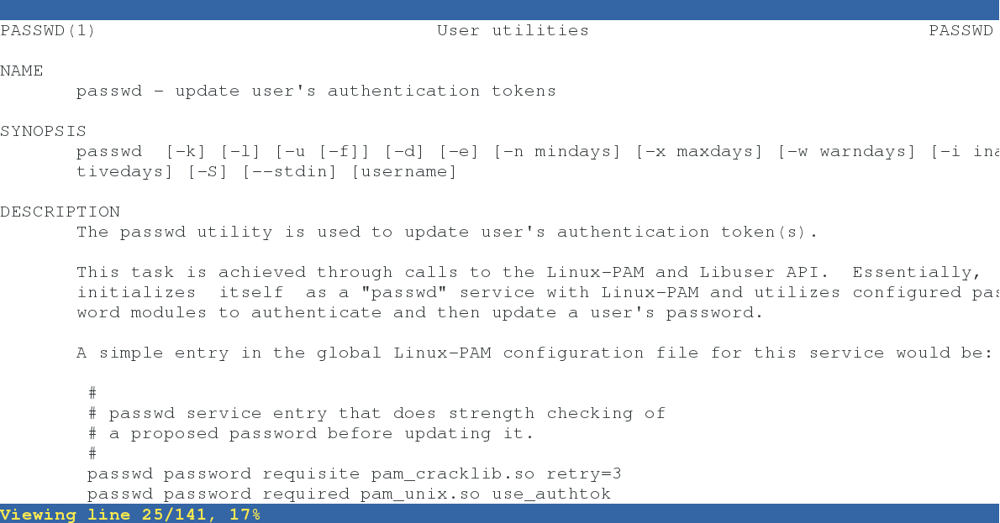 PASSWD(1) User utilities PASSWD
NAME
passwd - update user's authentication tokens
SYNOPSIS
passwd [-k] [-l] [-u [-f]] [-d] [-e] [-n mindays] [-x maxdays] [-w warndays] [-i ina
tivedays] [-S] [--stdin] [username]
DESCRIPTION
The passwd utility is used to update user's authentication token(s).
This task is achieved through calls to the Linux-PAM and Libuser API. Essentially,
initializes itself as a "passwd" service with Linux-PAM and utilizes configured pas
word modules to authenticate and then update a user's password.
A simple entry in the global Linux-PAM configuration file for this service would be:
#
# passwd service entry that does strength checking of
# a proposed password before updating it.
#
passwd password requisite pam_cracklib.so retry=3
passwd password required pam_unix.so use_authtok
Viewing line 25/141, 17%